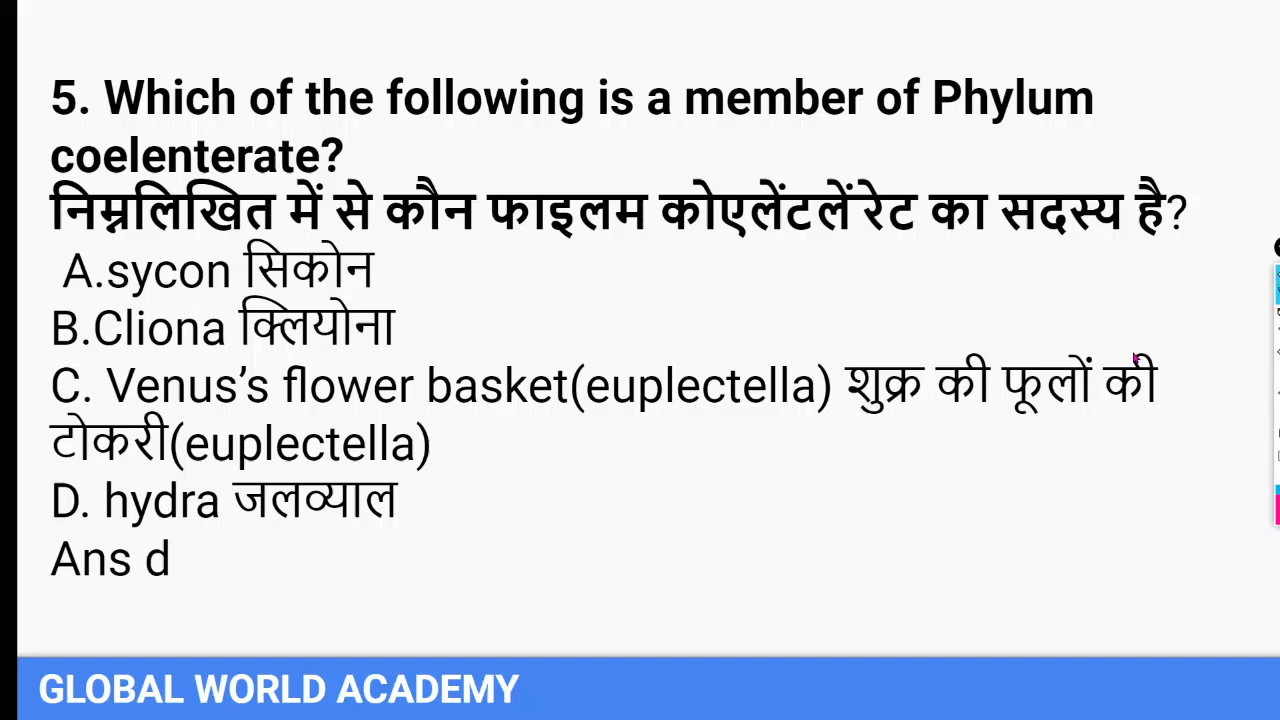 5. Which of the following is a member of Phylum
coelenterate?
निम्नलिखित में से कौन फाइलम कोएलेंटलेंरेट का सदस्य है?
A.sycon सिकोन
B.Cliona क्लियोना
C. Venus’s flower basket(euplectella) शुक्र की फूलों की
टोकरी(euplectella)
D. hydra जलव्याल
Ans d
GLOBAL WORLD ACADEMY